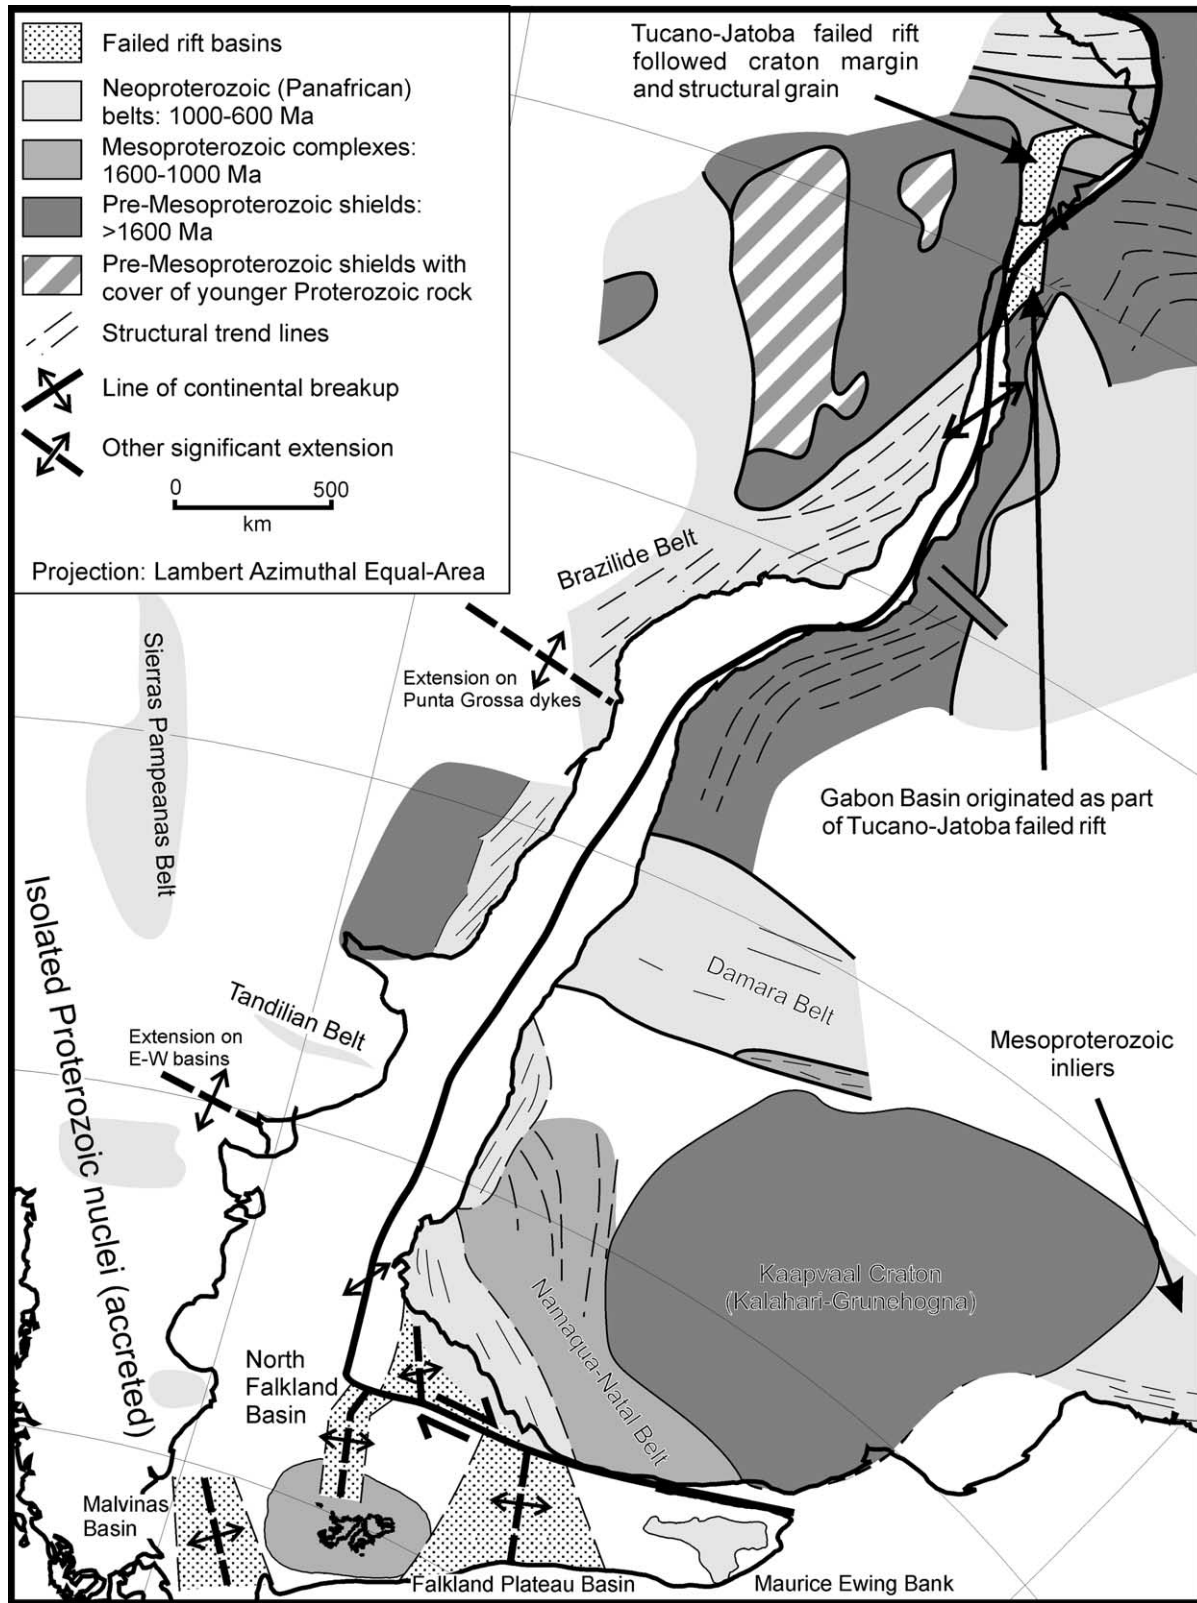 Failed rift basins
Neoproterozoic (Panafrican)
belts: 1000-600 Ma
Mesoproterozoic complexes:
1600-1000 Ma
Pre-Mesoproterozoic shields:
>1600 Ma
Pre-Mesoproterozoic shields with
cover of younger Proterozoic rock
Structural trend lines
Line of continental breakup
Other significant extension
0 500
km
Projection: Lambert Azimuthal Equal-Area
Tucano-Jatoba failed rift
followed craton margin
and structural grain
Brazilide Belt
Sierras Pampeanas Belt
Extension on
Punta Grossa dykes
Gabon Basin originated as part
of Tucano-Jatoba failed rift
Isolated Proterozoic nuclei (accreted)
Tandilian Belt
Damara Belt
Extension on
E-W basins
Mesoproterozoic
inliers
Kaapvaal Craton
(Kalahari-Grunehogna)
Namaqua-Natal Belt
North
Falkland
Basin
Malvinas
Basin
Falkland Plateau Basin
Maurice Ewing Bank